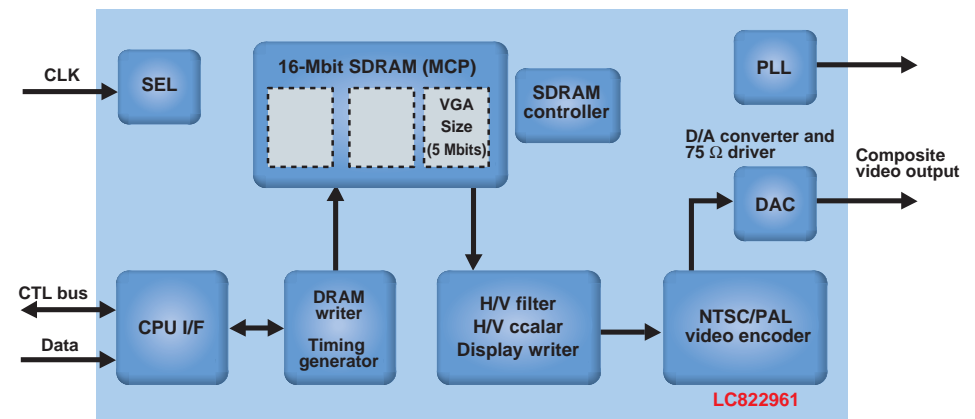 CLK
SEL
16-Mbit SDRAM (MCP)
VGA
Size
(5 Mbits)
SDRAM
controller
PLL
D/A converter and
75 Ω driver
Composite
video output
DAC
CTL bus
Data
CPU I/F
DRAM
writer
Timing
generator
H/V filter
H/V ccalar
Display writer
NTSC/PAL
video encoder
LC822961